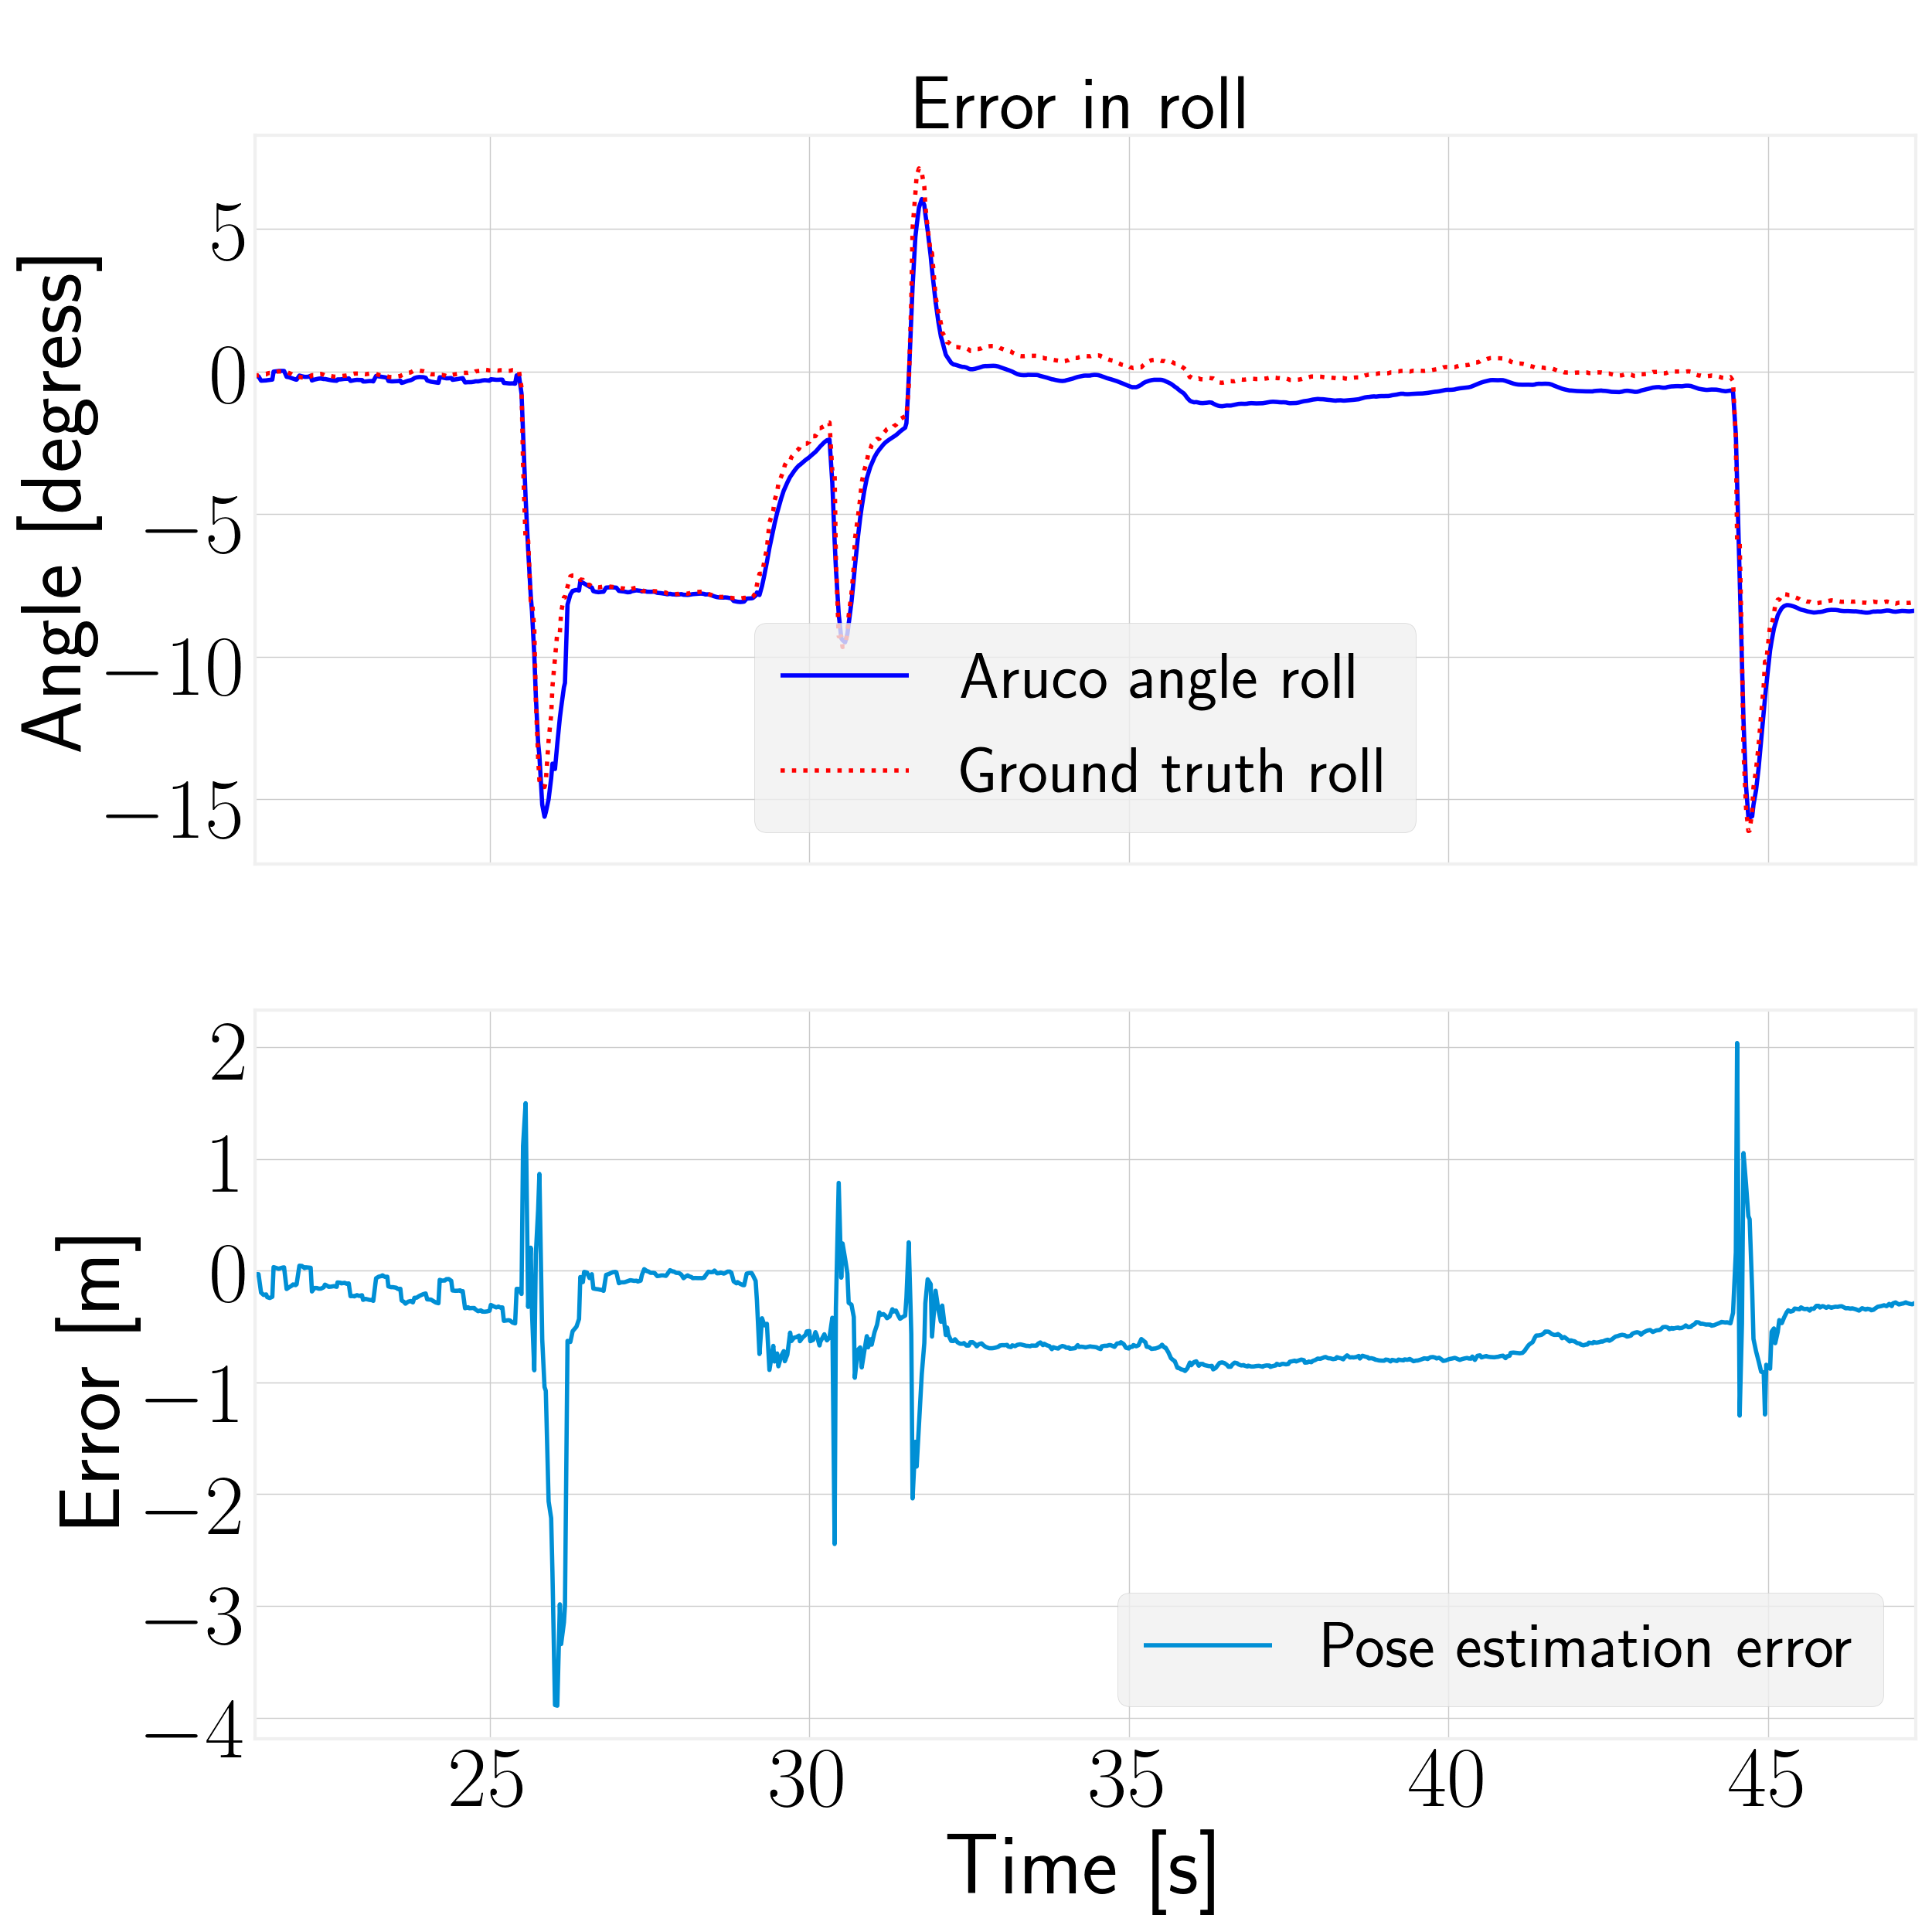 Error in roll
Angle [degress]
5
0
−5
−10
−15
Aruco angle roll
Ground truth roll
Error [m]
2
1
0
−1
−2
−3
−4
Pose estimation error
25 30 35 40 45
Time [s]